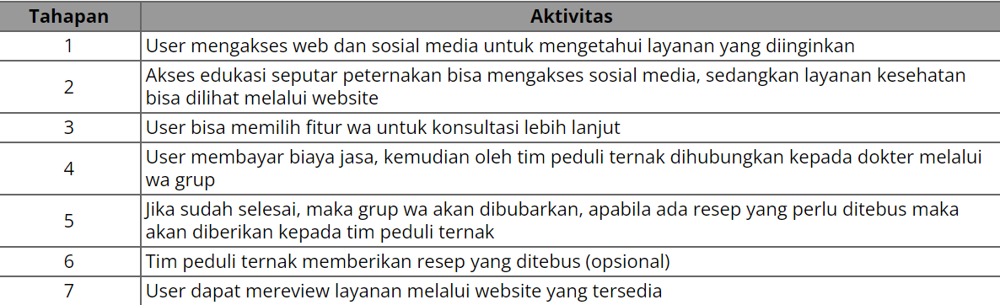 Tahapan Aktivitas
1 User mengakses web dan sosial media untuk mengetahui layanan yang diinginkan
2 Akses edukasi seputar peternakan bisa mengakses sosial media, sedangkan layanan kesehatan
bisa dilihat melalui website
3 User bisa memilih fitur wa untuk konsultasi lebih lanjut
4 User membayar biaya jasa, kemudian oleh tim peduli ternak dihubungkan kepada dokter melalui
wa grup
5 Jika sudah selesai, maka grup wa akan dibubarkan, apabila ada resep yang perlu ditebus maka
akan diberikan kepada tim peduli ternak
6 Tim peduli ternak memberikan resep yang ditebus (opsional)
7 User dapat mereview layanan melalui website yang tersedia